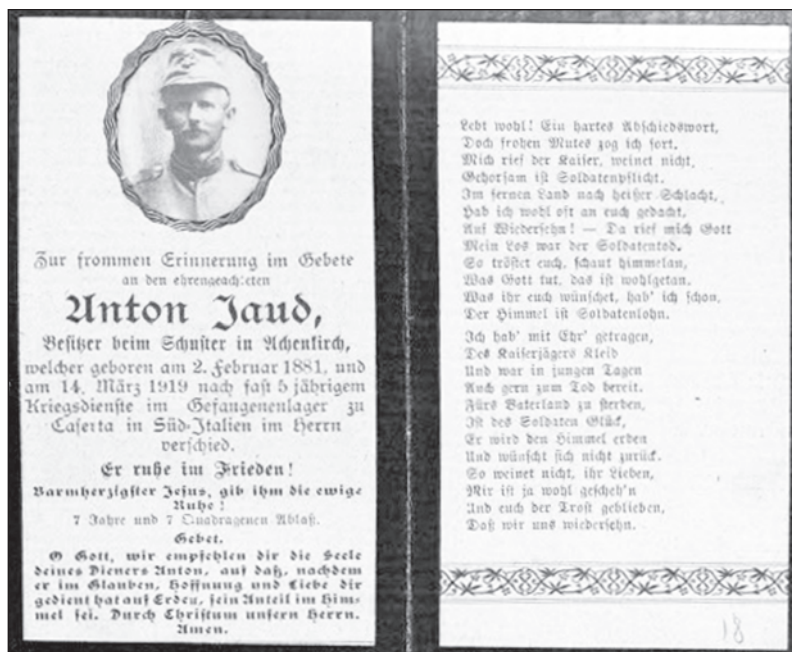 Zur frommen Erinnerung im Gebete
an den ehrengeachteten
Anton Jaud,
Besitzer beim Schuster in Achenkirch,
welcher geboren am 2. Februar 1881, und
am 14. März 1919 nach fast 5 jährigem
Kriegsdienste im Gefangenenlager zu
Caserta in Süd-Italien im Herrn
verschied.
Er ruhe im Frieden!
Barmherzigster Jesus, gib ihm die ewige
Ruhe!
7 Jahre und 7 Quadragenen Ablaß.
Gebet.
O Gott, wir empfehlen dir die Seele
deines Dieners Anton, auf daß, nachdem
er im Glauben, Hoffnung und Liebe dir
gedient hat auf Erden, sein Anteil im Him-
mel sei. Durch Christum unsern Herrn.
Amen.
Lebt wohl! Ein hartes Abschiedswort,
Doch frohen Mutes zog ich fort.
Mich rief der Kaiser, weinet nicht,
Gehorsam ist Soldatenpflicht.
Im fernen Land nach heißer Schlacht,
Hab ich wohl oft an euch gedacht,
Auf Wiedersehn! — Da rief mich Gott
Mein Los war der Soldatentod.
So tröstet euch, schaut himmelan,
Was Gott tut, das ist wohlgetan.
Was ihr euch wünschet, hab' ich schon,
Der Himmel ist Soldatenlohn.
Ich hab' mit Ehr' getragen,
Des Kaiserjägers Kleid
Und war in jungen Tagen
Auch gern zum Tod bereit.
Fürs Vaterland zu sterben,
Ist des Soldaten Glück,
Er wird den Himmel erben
Und wünscht sich nicht zurück.
So weinet nicht, ihr Lieben,
Mir ist ja wohl gescheh'n
Und euch der Trost geblieben,
Daß wir uns wiedersehn.
18